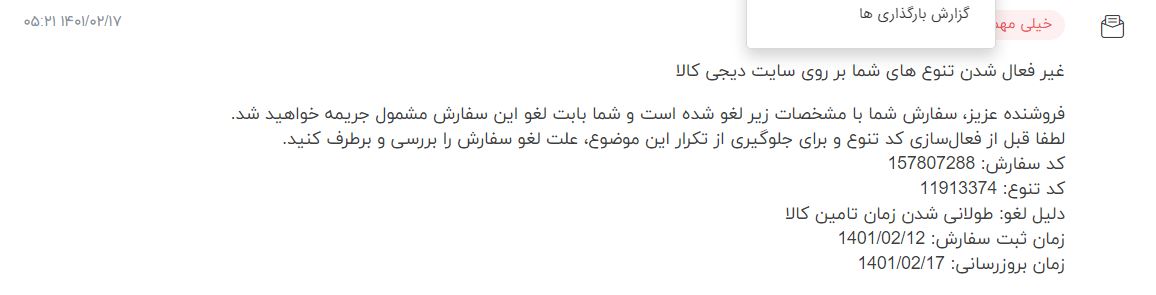 گزارش بارگذاری ها
خیلی
۱۴۰۱/۰۲/۱۷ ۰۵:۲۱
غیر فعال شدن تنوع های شما بر روی سایت دیجی کالا
فروشنده عزیز، سفارش شما با مشخصات زیر لغو شده است و شما بابت لغو این سفارش مشمول جریمه خواهید شد.
لطفا قبل از فعال‌سازی کد تنوع و برای جلوگیری از تکرار این موضوع، علت لغو سفارش را بررسی و برطرف کنید.
کد سفارش: 157807288
کد تنوع: 11913374
دلیل لغو: طولانی شدن زمان تامین کالا
زمان ثبت سفارش: 1401/02/12
زمان بروزرسانی: 1401/02/17